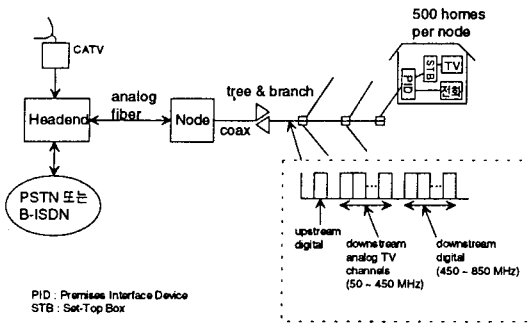 500 homes
per node
CATV
STB
TV
PID
전화
analog
fiber
tree & branch
Headend
Node
coax
PSTN 또는
B-ISDN
upstream
digital
downstream
analog TV
channels
(50 ~ 450 MHz)
downstream
digital
(450 ~ 850 MHz)
PID : Premises Interface Device
STB : Set-Top Box